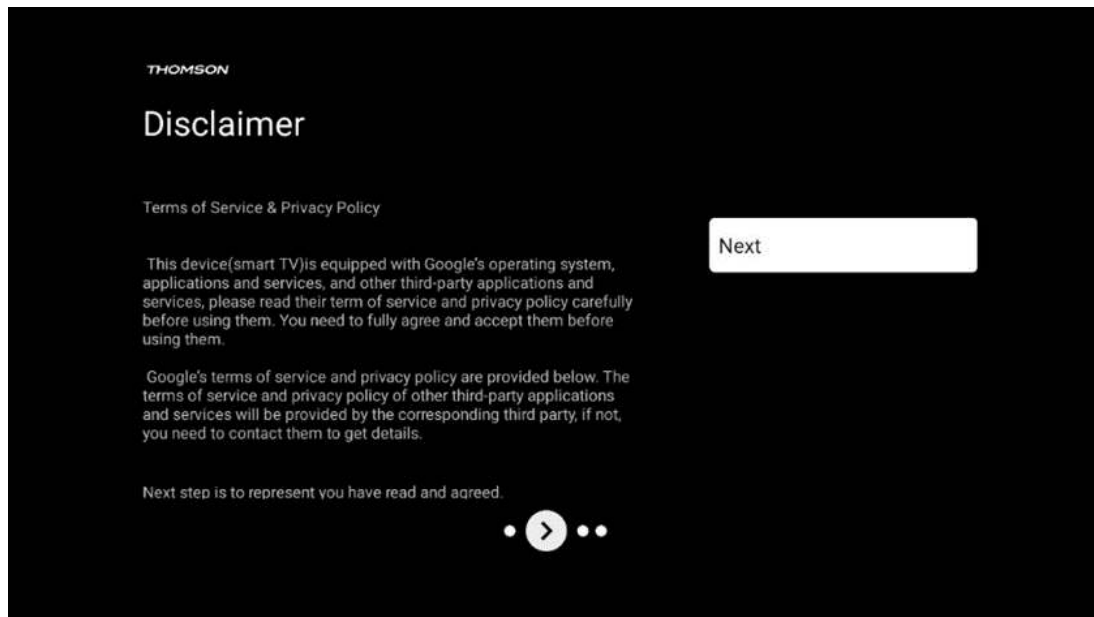 THOMSON
Disclaimer
Terms of Service & Privacy Policy
This device(smart TV)is equipped with Google's operating system,
applications and services, and other third-party applications and
services, please read their term of service and privacy policy carefully
before using them. You need to fully agree and accept them before
using them.
Google's terms of service and privacy policy are provided below. The
terms of service and privacy policy of other third-party applications
and services will be provided by the corresponding third party, if not,
you need to contact them to get details.
Next step is to represent you have read and agreed.
Next